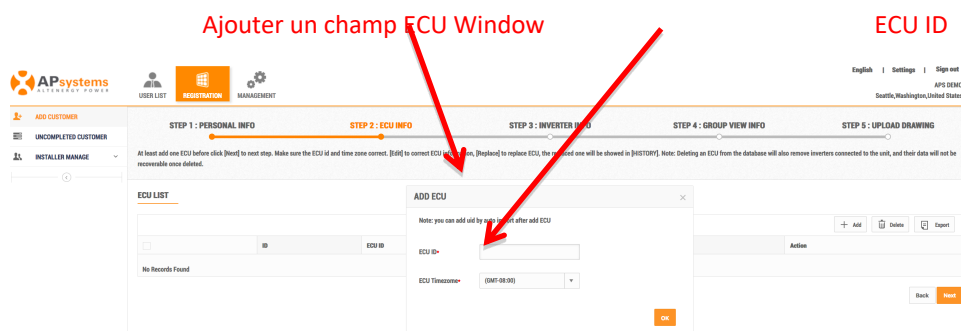 Ajouter un champ ECU Window ECU ID
English | Settings | Sign out
APsystems
ALTENERGY POWER
USER LIST REGISTRATION MANAGEMENT
APS DEMO
Seattle,Washington,United States
ADD CUSTOMER
UNCOMPLETED CUSTOMER
INSTALLER MANAGE
STEP 1 : PERSONAL INFO STEP 2 : ECU INFO STEP 3 : INVERTER INFO STEP 4 : GROUP VIEW INFO STEP 5 : UPLOAD DRAWING
At least add one ECU before click [Next] to next step. Make sure the ECU id and time zone correct. [Edit] to correct ECU information, [Replace] to replace ECU, the replaced one will be showed in [HISTORY]. Note: Deleting an ECU from the database will also remove inverters connected to the unit, and their data will not be
recoverable once deleted.
ECU LIST
Add Delete Export
ID ECU ID Action
No Records Found
Back Next
ADD ECU
Note: you can add uid by auto import after add ECU
ECU ID*
ECU Timezome* (GMT-08:00)
OK